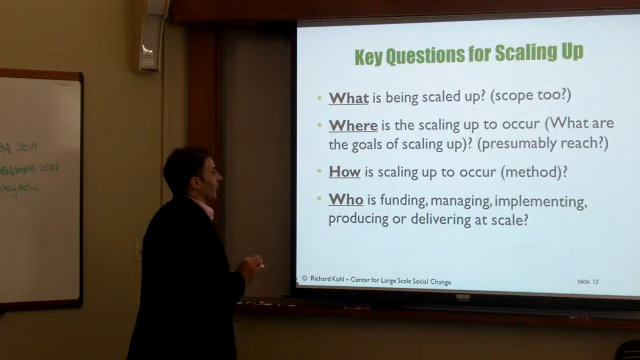 Key Questions for Scaling Up
• What is being scaled up? (scope too?)
• Where is the scaling up to occur (What are
the goals of scaling up)? (presumably reach?)
• How is scaling up to occur (method)?
• Who is funding, managing, implementing,
producing or delivering at scale?
© Richard Kohl – Center for Large Scale Social Change
slide 12
2014
2014